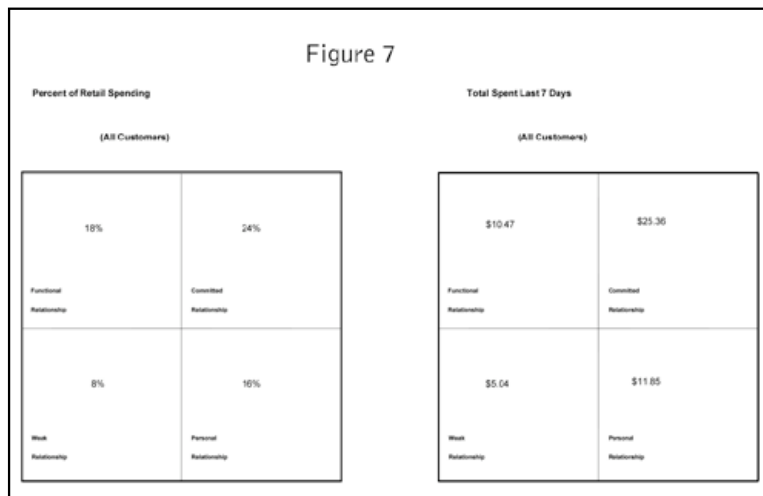 Figure 7
Percent of Retail Spending
(All Customers)
18%
24%
Functional
Relationship
Committed
Relationship
8%
16%
Weak
Relationship
Personal
Relationship
Total Spent Last 7 Days
(All Customers)
$10.47
$25.36
Functional
Relationship
Committed
Relationship
$5.04
$11.85
Weak
Relationship
Personal
Relationship